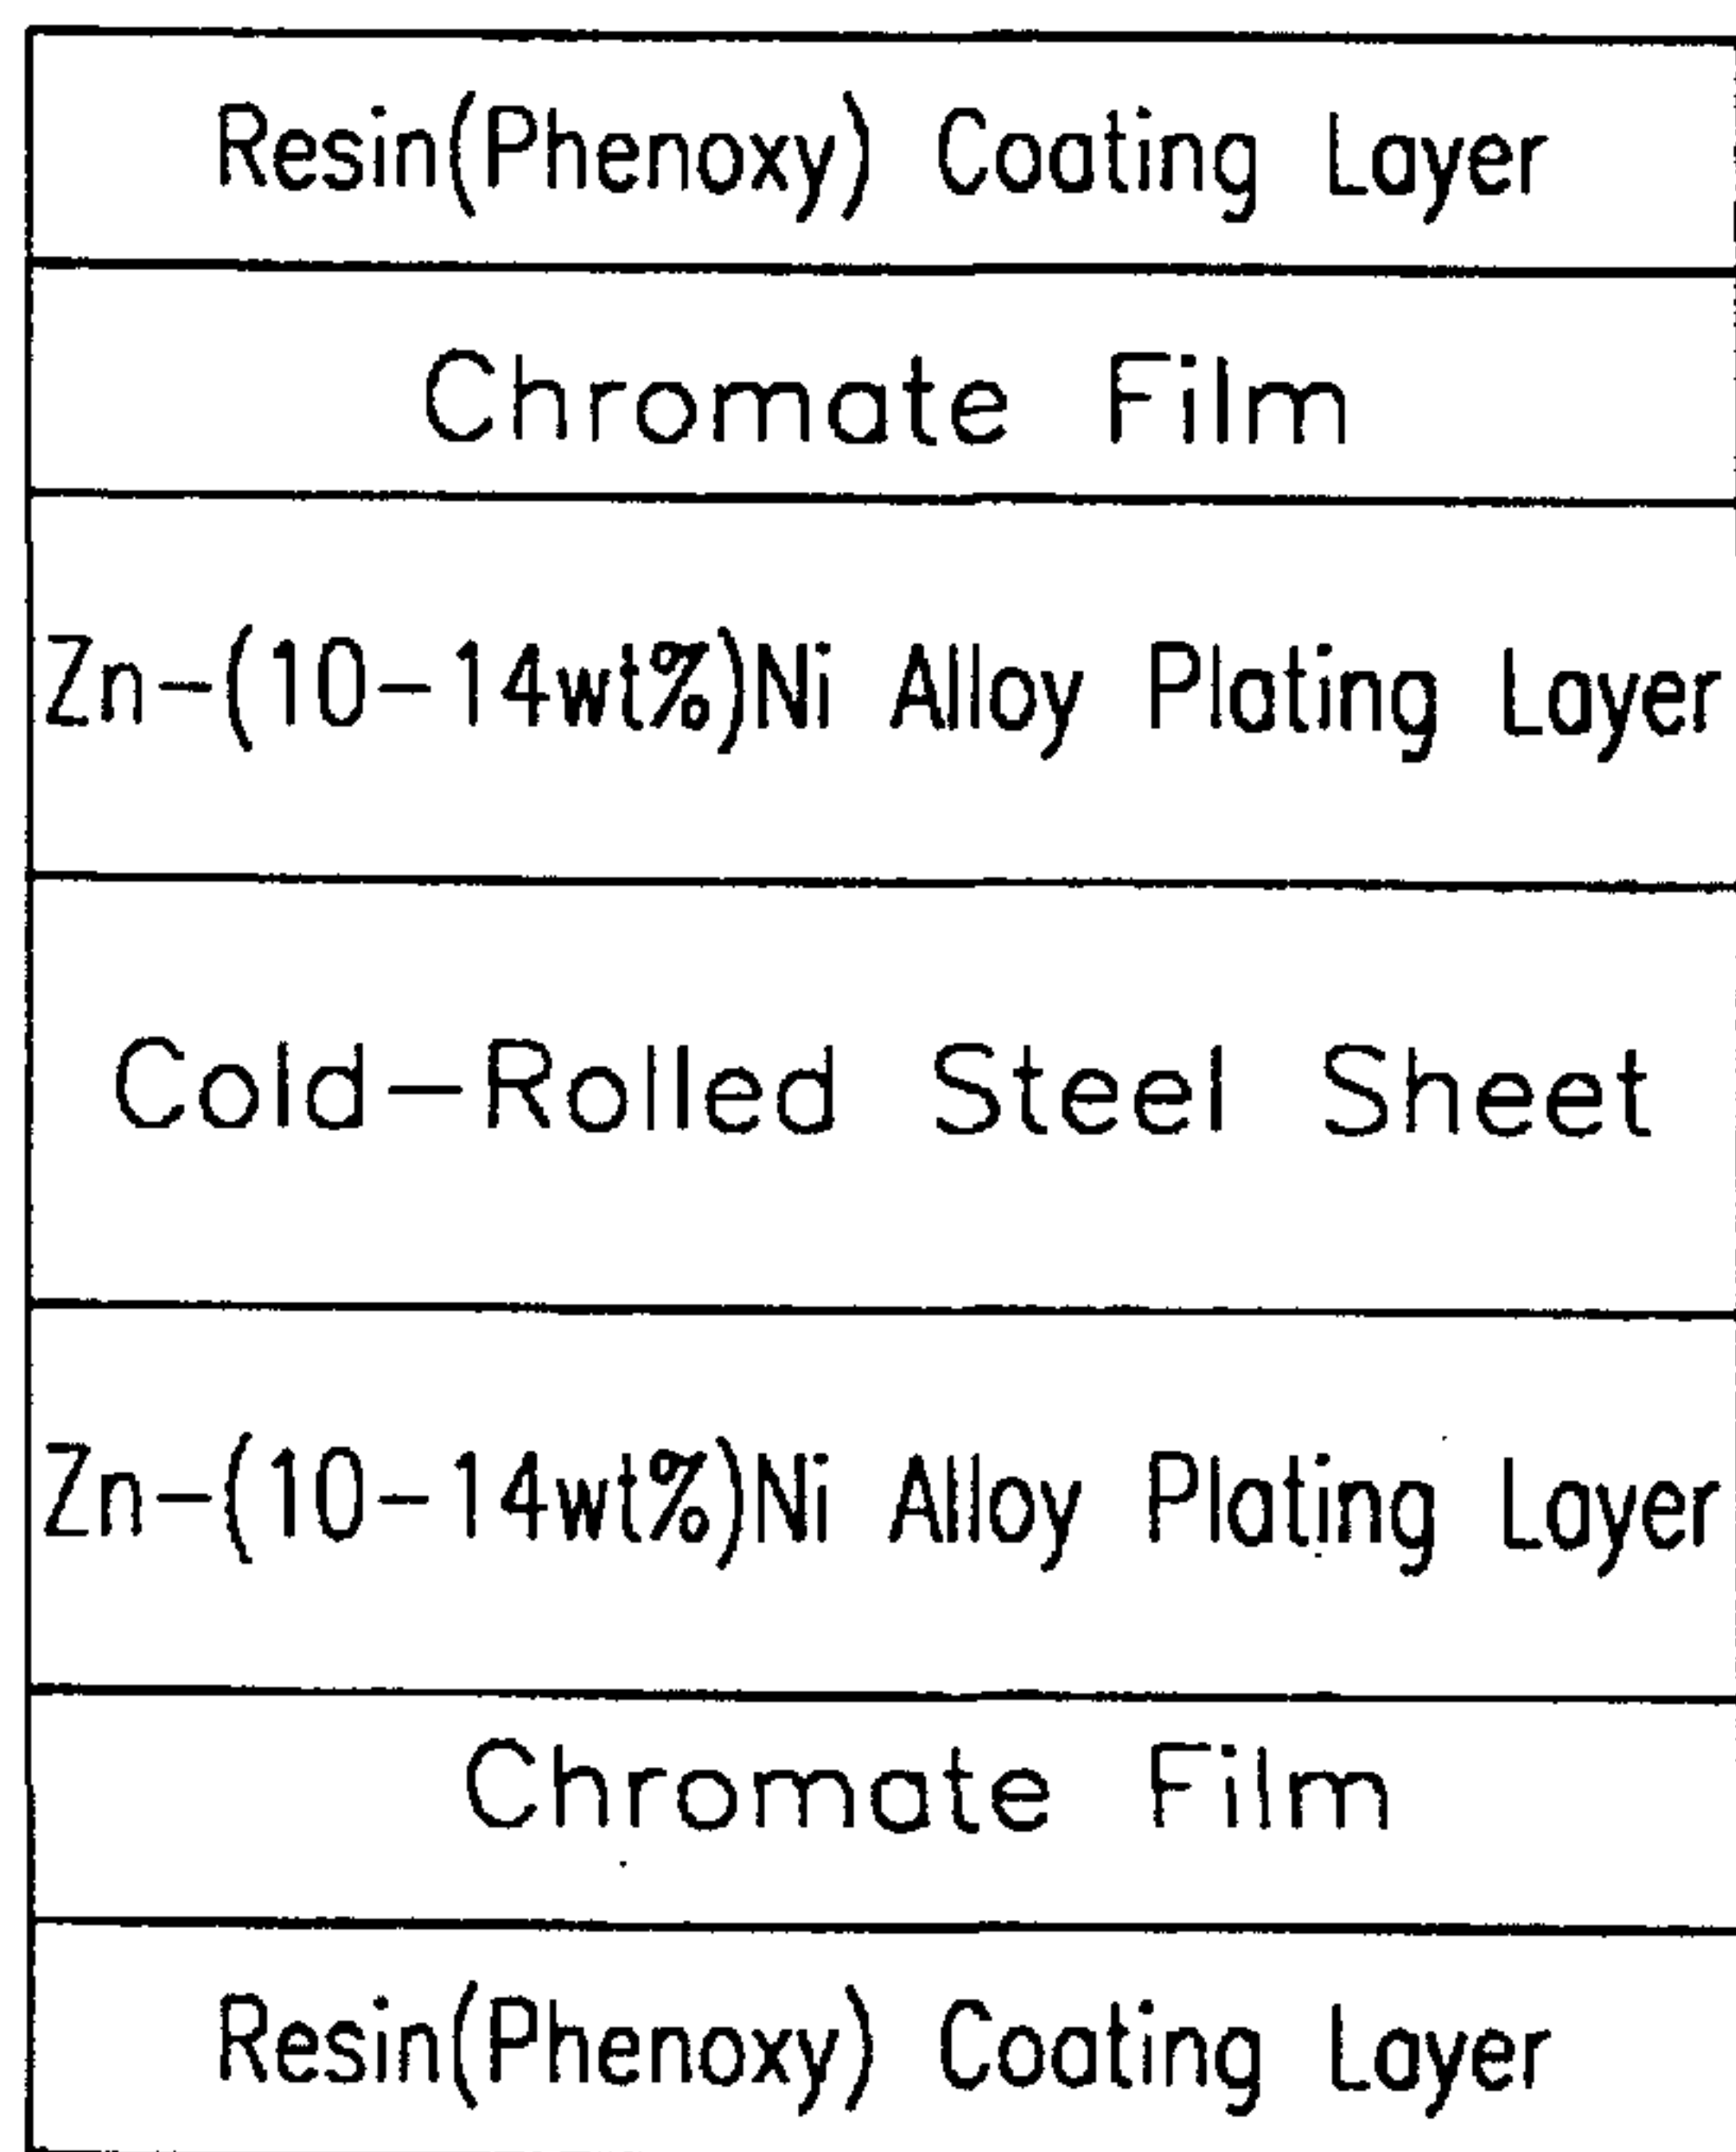 Resin(Phenoxy) Coating Layer
Chromate Film
Zn-(10-14wt%)Ni Alloy Plating Layer
Cold-Rolled Steel Sheet
Zn-(10-14wt%)Ni Alloy Plating Layer
Chromate Film
Resin(Phenoxy) Coating Layer